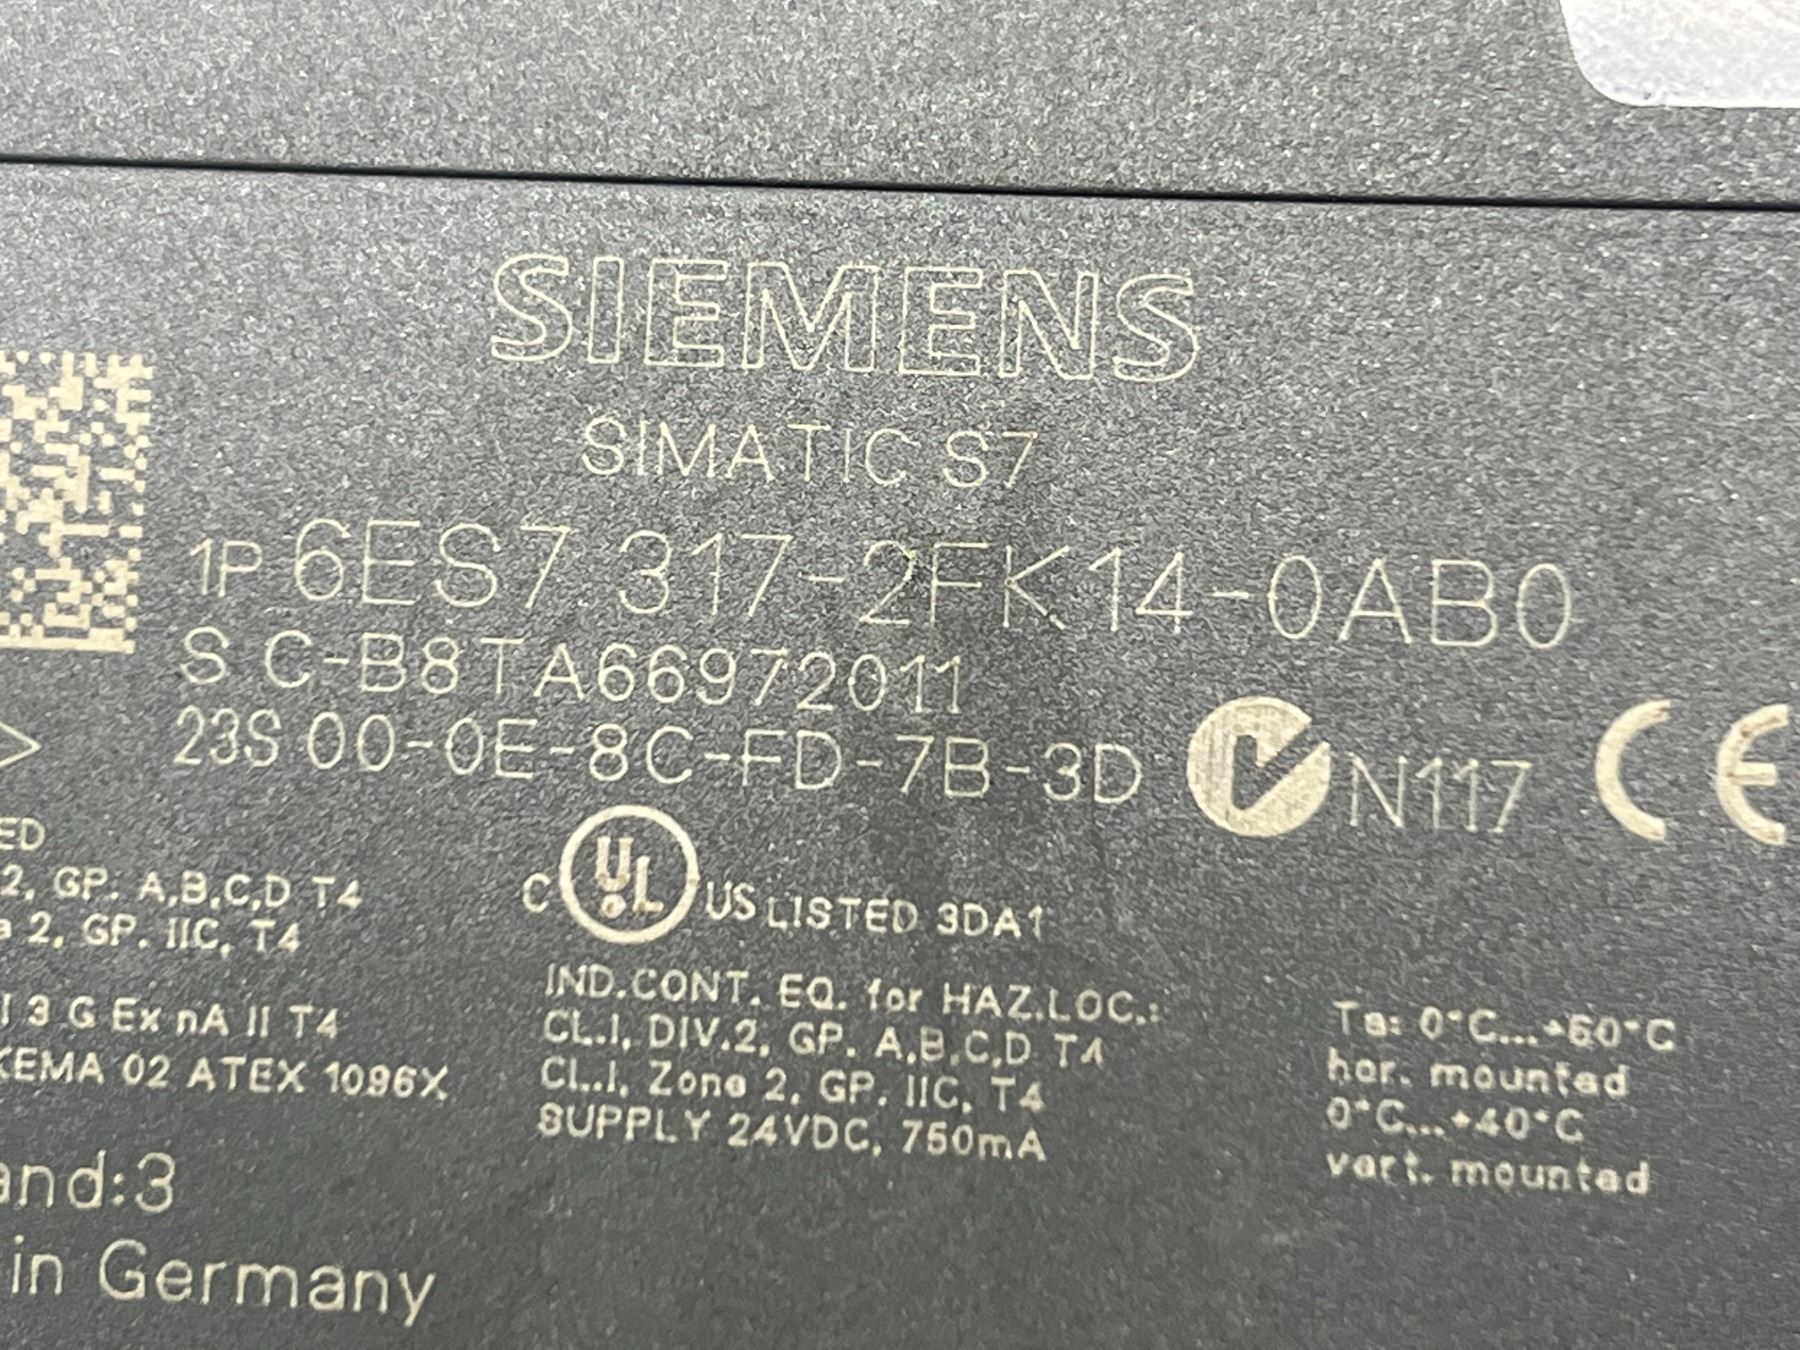 SIEMENS
SIMATIC S7
1P 6ES7 317-2FK14-0AB0
S C-B8TA66972011
23S 00-0E-8C-FD-7B-3D
N117 CE
ED
2, GP. A,B,C,D T4
a 2, GP. IIC, T4
I 3 G Ex nA II T4
KEMA 02 ATEX 1096X
and:3
in Germany
C UL US LISTED 3DA1
IND.CONT. EQ. for HAZ.LOC.:
CL.I, DIV.2, GP. A,B,C,D T4
CL.I, Zone 2, GP. IIC, T4
SUPPLY 24VDC, 750mA
Ta: 0°C...+60°C
hor. mounted
0°C...+40°C
vert. mounted